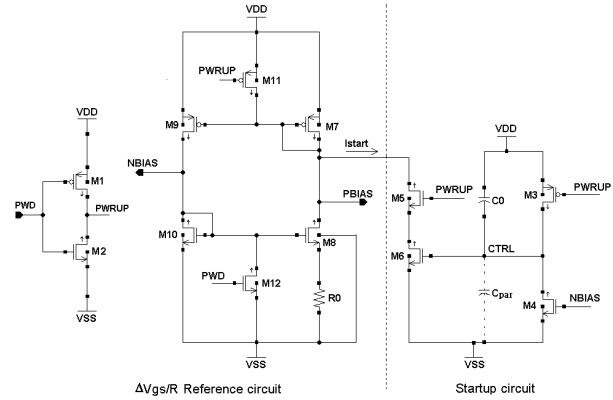 VDD
PWRUP
M11
M9
M7
VDD
VDD
Istart
NBIAS
M1
M5
PWRUP
C0
M3
PWRUP
PWD
PWRUP
PBIAS
M2
M10
M8
M6
CTRL
PWD
M12
R0
Cpar
M4
NBIAS
VSS
VSS
VSS
ΔVgs/R Reference circuit
Startup circuit